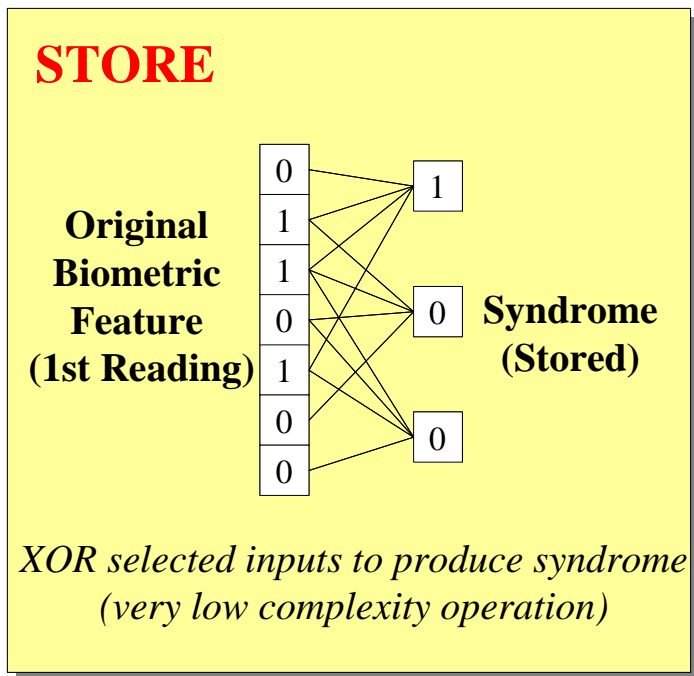 STORE
Original
Biometric
Feature
(1st Reading)
0
1
1
0
1
0
0
1
0
0
Syndrome
(Stored)
XOR selected inputs to produce syndrome
(very low complexity operation)